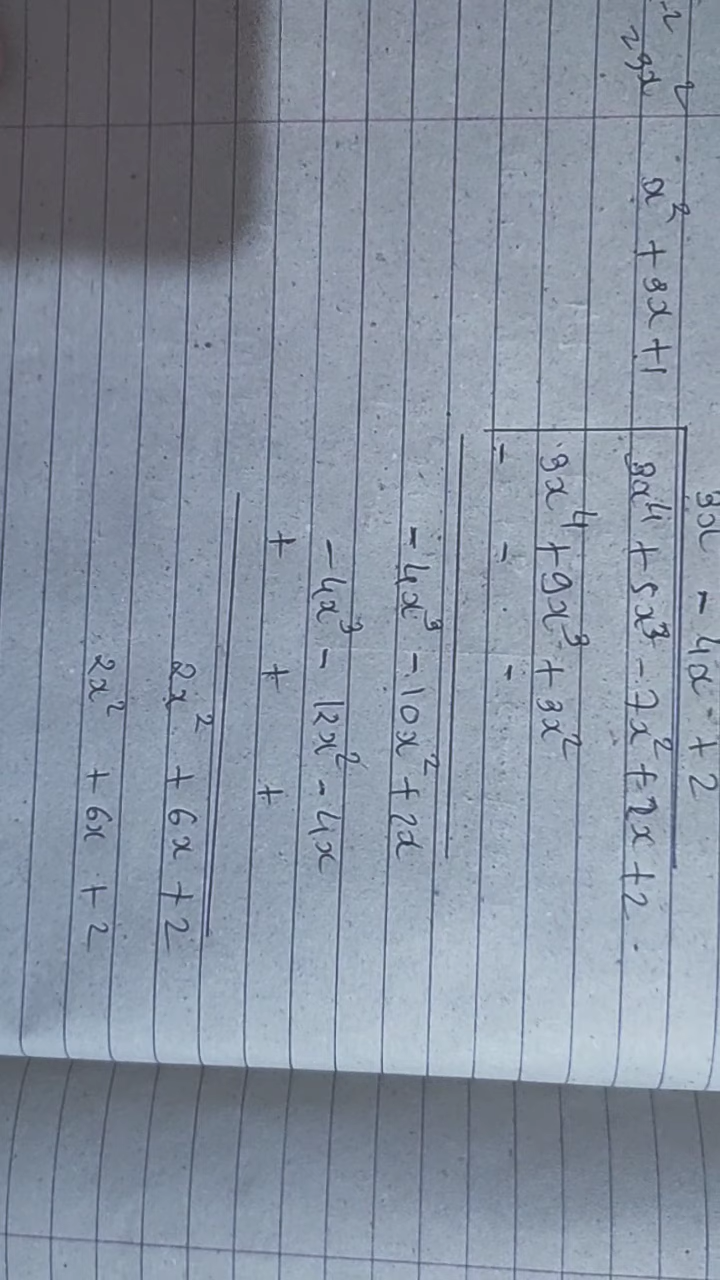 3x - 4x + 2
x² + 3x + 1 3x⁴ + 5x³ - 7x² + 2x + 2
3x⁴ + 9x³ + 3x²
- - -
- 4x³ - 10x² + 2x
- 4x³ - 12x² - 4x
+ + +
2x² + 6x + 2
2x² + 6x + 2